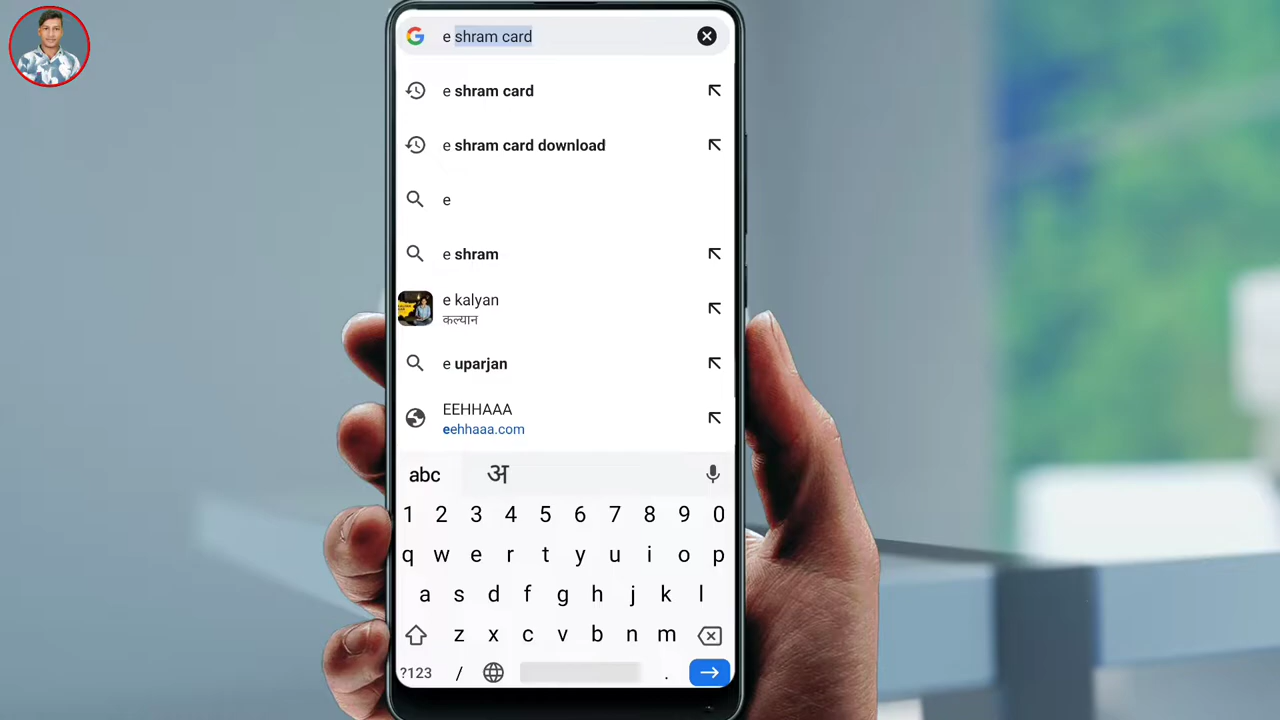 e shram card
e shram card
e shram card download
e
e shram
e kalyan
कल्यान
e uparjan
EEHHAAA
eehhaaa.com
abc अ
1 2 3 4 5 6 7 8 9 0
q w e r t y u i o p
a s d f g h j k l
z x c v b n m
?123 / .